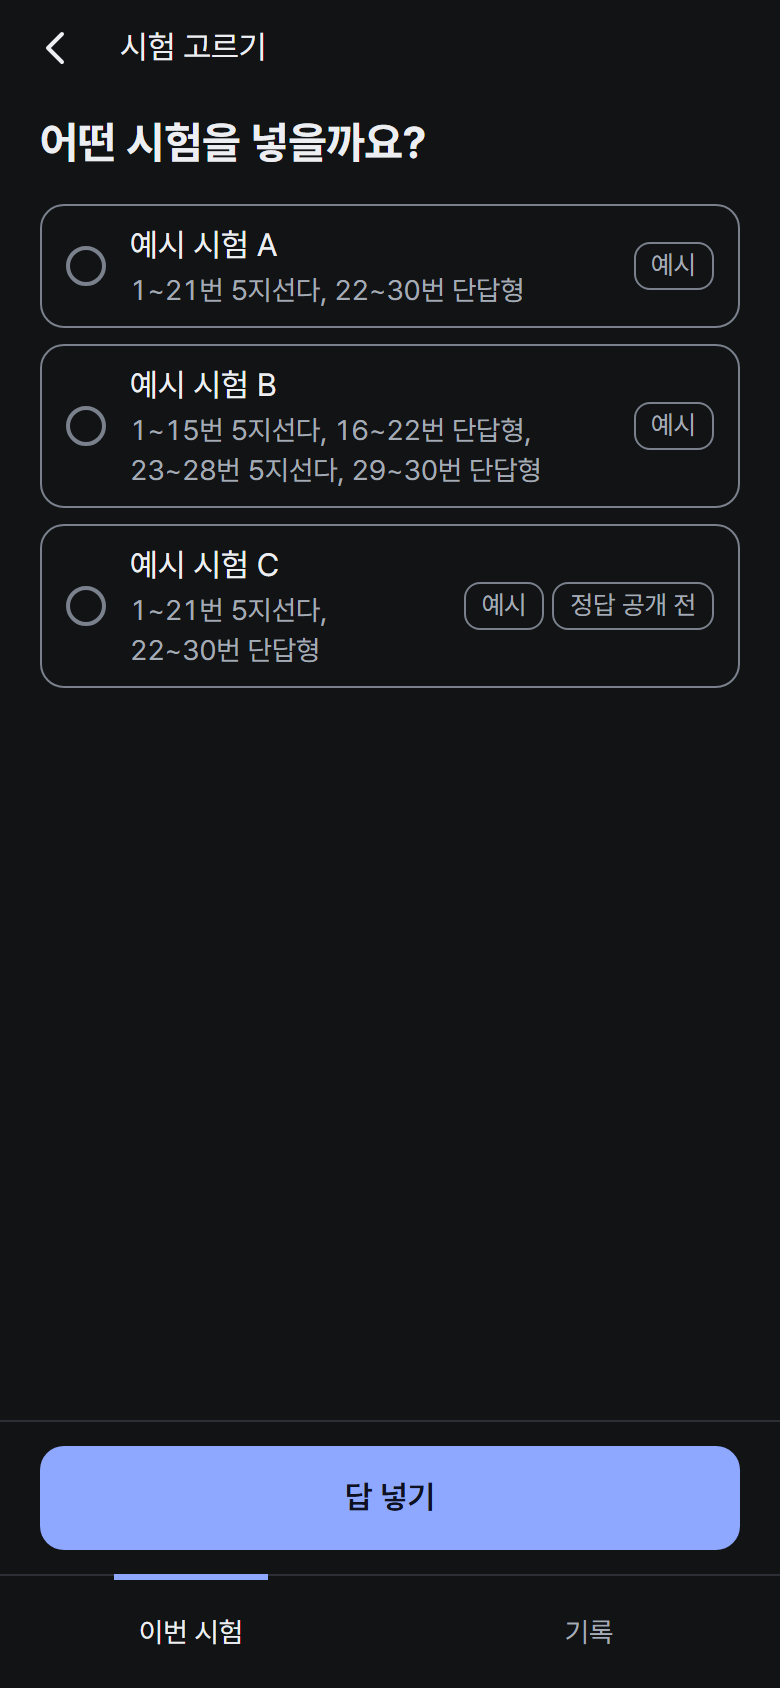 시험 고르기
어떤 시험을 넣을까요?
예시 시험 A
1~21번 5지선다, 22~30번 단답형
예시
예시 시험 B
1~15번 5지선다, 16~22번 단답형,
23~28번 5지선다, 29~30번 단답형
예시
예시 시험 C
1~21번 5지선다,
22~30번 단답형
예시
정답 공개 전
답 넣기
이번 시험
기록